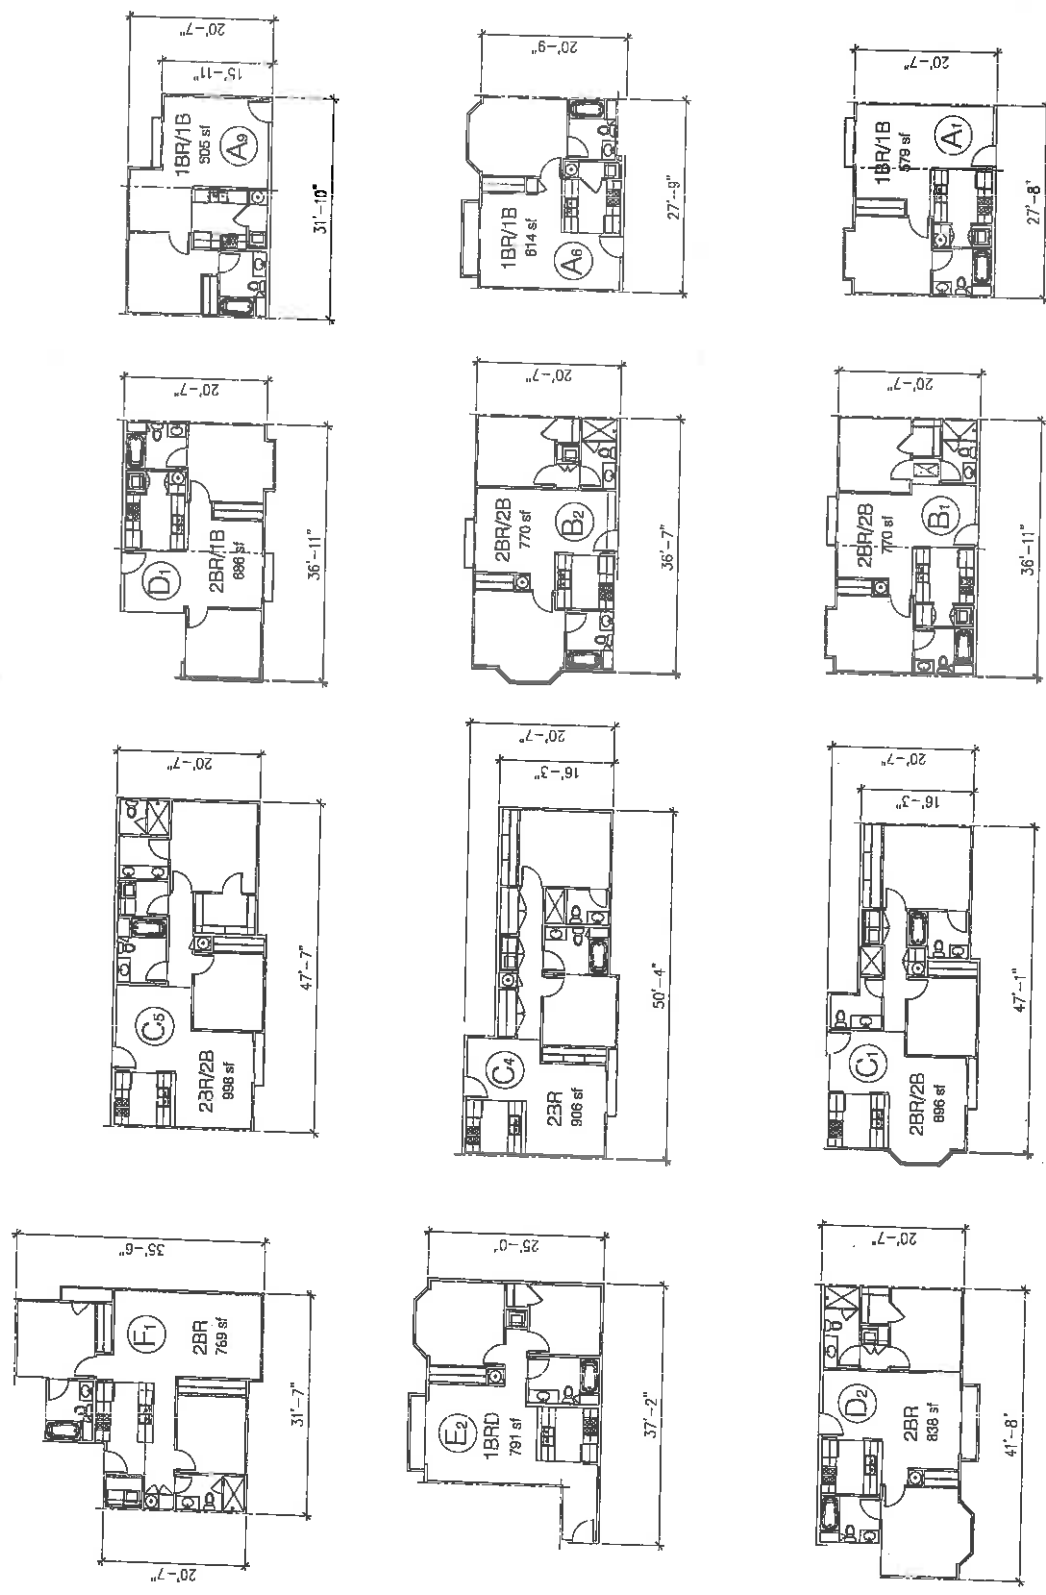 F1
2BR
769 sf
35'-6"
20'-7"
31'-7"
C5
2BR/2B
998 sf
20'-7"
47'-7"
D1
2BR/1B
686 sf
20'-7"
36'-11"
A9
1BR/1B
sf
15'-11"
20'-7"
31'-10"
E2
1BRD
791 sf
25'-0"
37'-2"
C4
2BR
906 sf
16'-3"
20'-7"
50'-4"
B2
2BR/2B
770 sf
20'-7"
36'-7"
A6
1BR/1B
614 sf
20'-9"
27'-9"
D2
2BR
838 sf
20'-7"
41'-8"
C1
2BR/2B
896 sf
16'-3"
20'-7"
47'-1"
B1
2BR/2B
770 sf
20'-7"
36'-11"
A1
1BR/1B
579 sf
20'-7"
27'-8"